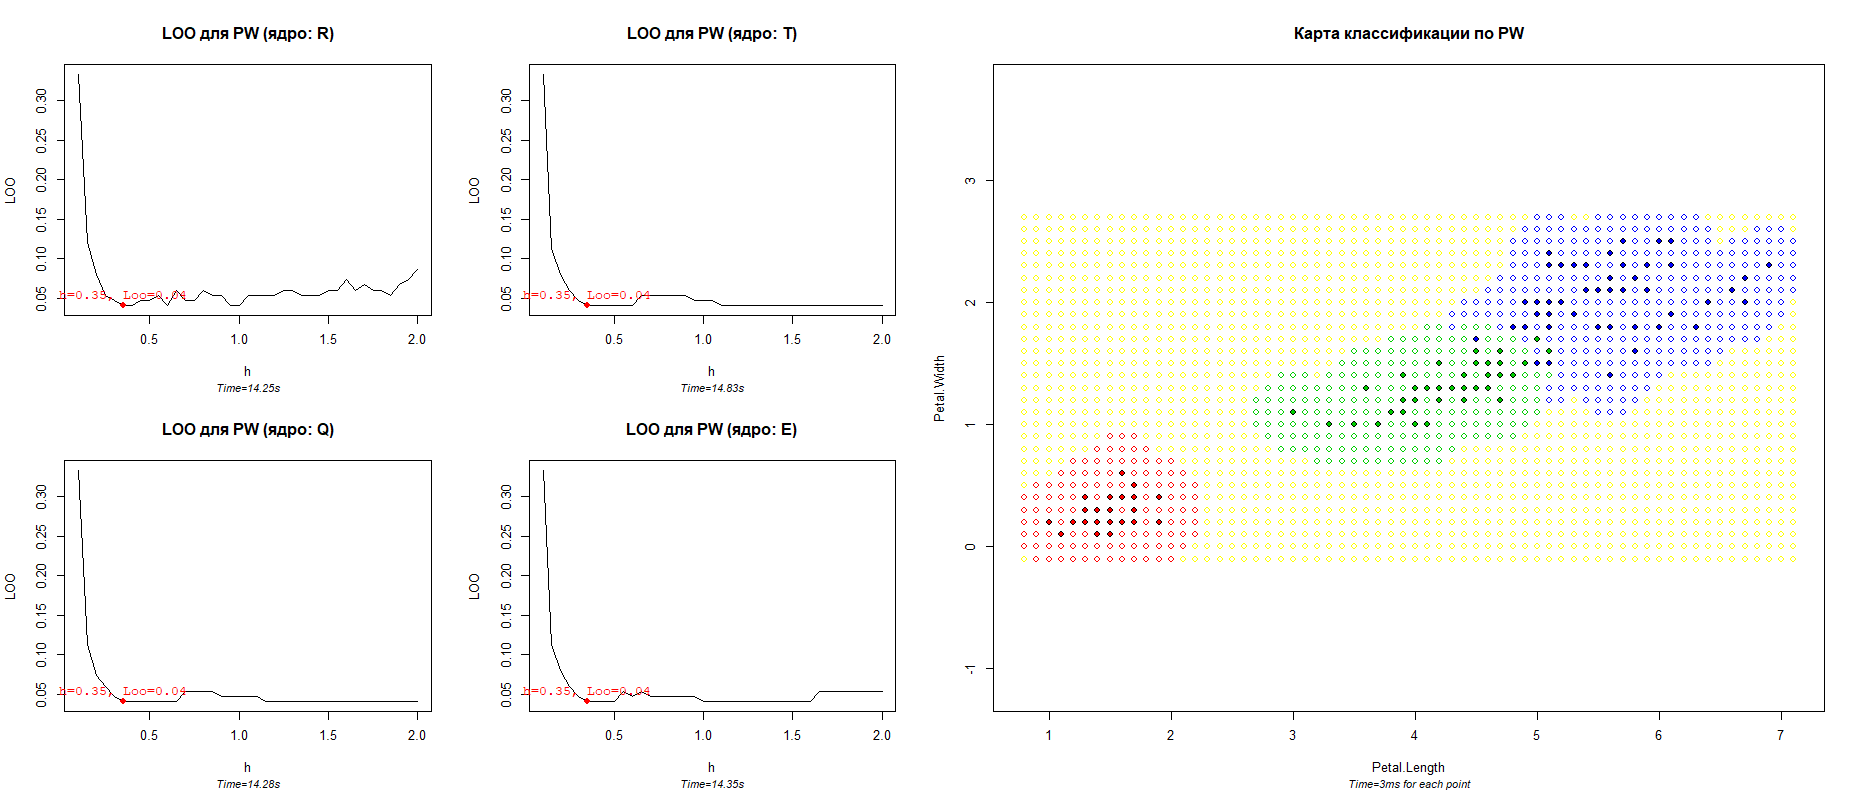 LOO для PW (ядро: R)
LOO
0.05 0.10 0.15 0.20 0.25 0.30
h=0.35, Loo=0.04
0.5 1.0 1.5 2.0
h
Time=14.25s
LOO для PW (ядро: T)
LOO
0.05 0.10 0.15 0.20 0.25 0.30
h=0.35, Loo=0.04
0.5 1.0 1.5 2.0
h
Time=14.83s
LOO для PW (ядро: Q)
LOO
0.05 0.10 0.15 0.20 0.25 0.30
h=0.35, Loo=0.04
0.5 1.0 1.5 2.0
h
Time=14.28s
LOO для PW (ядро: E)
LOO
0.05 0.10 0.15 0.20 0.25 0.30
h=0.35, Loo=0.04
0.5 1.0 1.5 2.0
h
Time=14.35s
Карта классификации по PW
Petal.Width
-1 0 1 2 3
1 2 3 4 5 6 7
Petal.Length
Time=3ms for each point